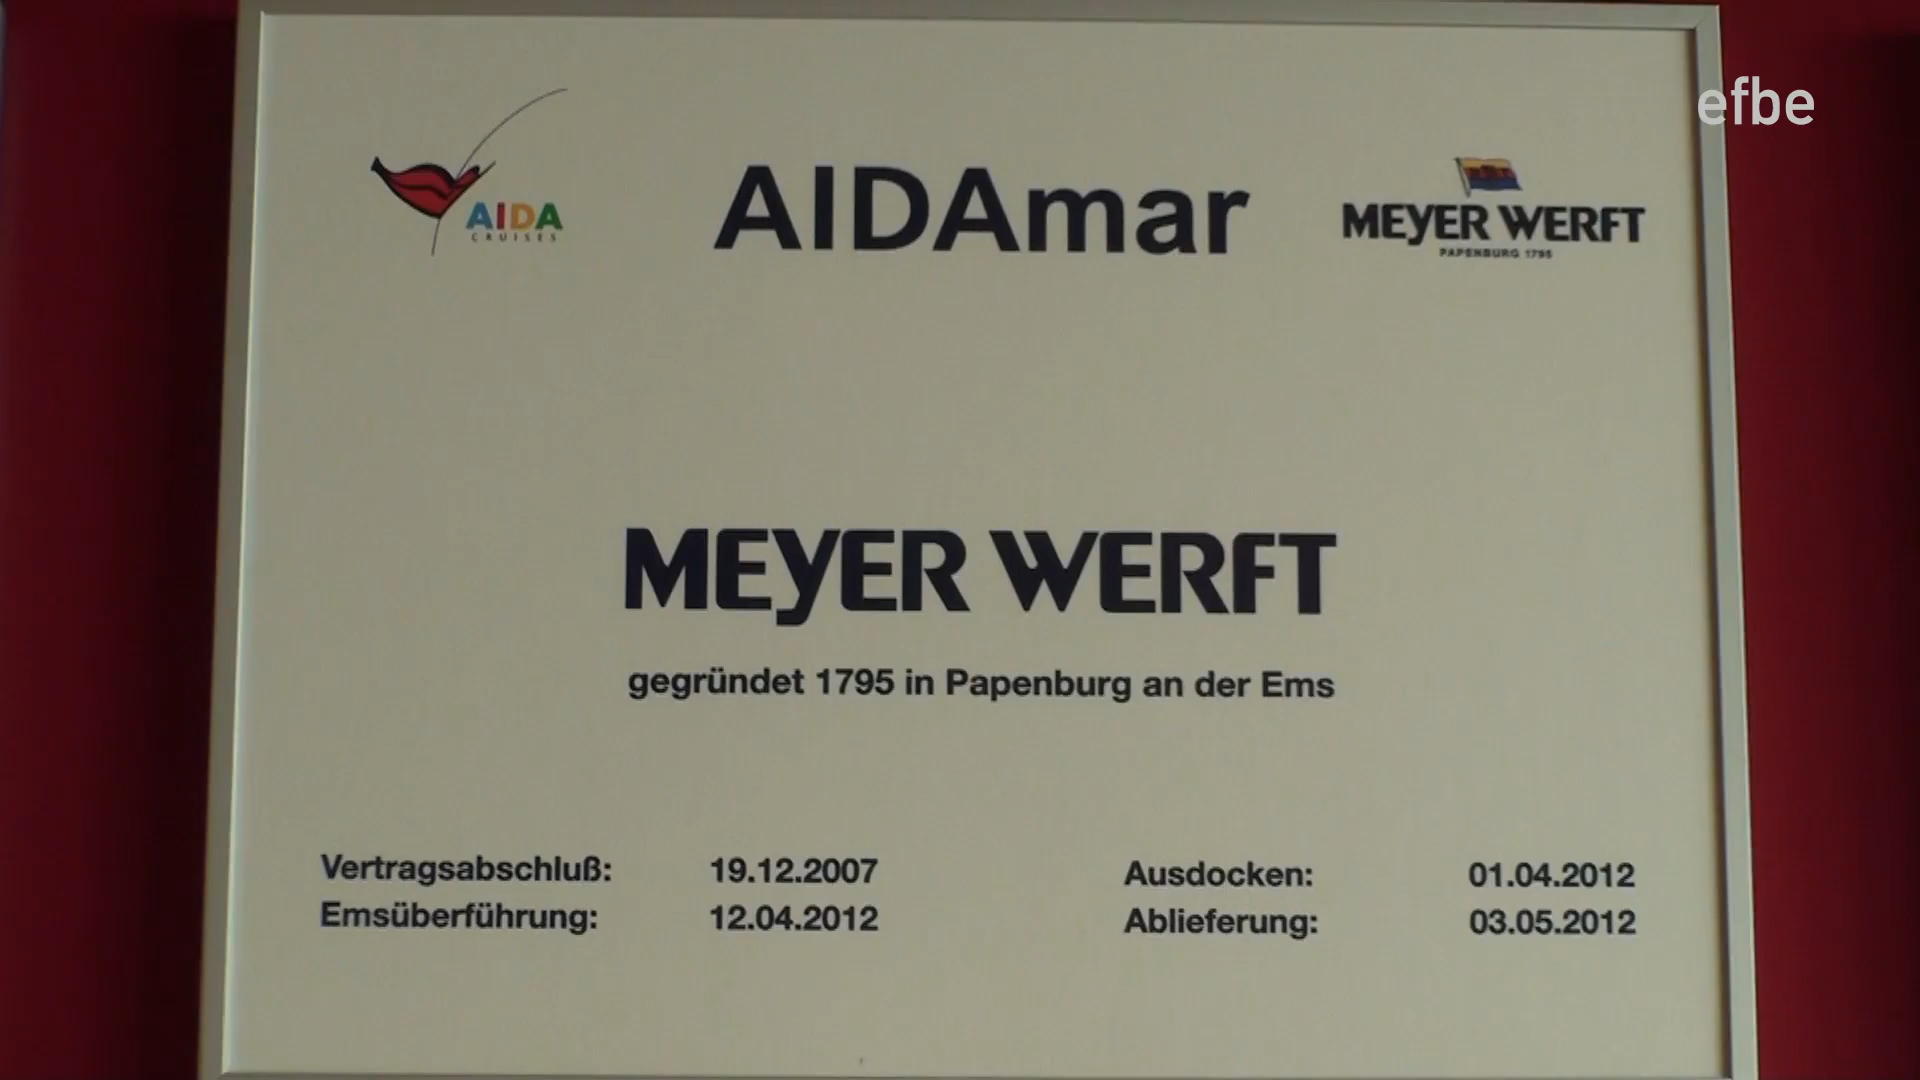 efbe
AIDA
CRUISES
AIDAmar
MEYER WERFT
PAPENBURG 1795
MEYER WERFT
gegründet 1795 in Papenburg an der Ems
Vertragsabschluß: 19.12.2007 Ausdocken: 01.04.2012
Emsüberführung: 12.04.2012 Ablieferung: 03.05.2012